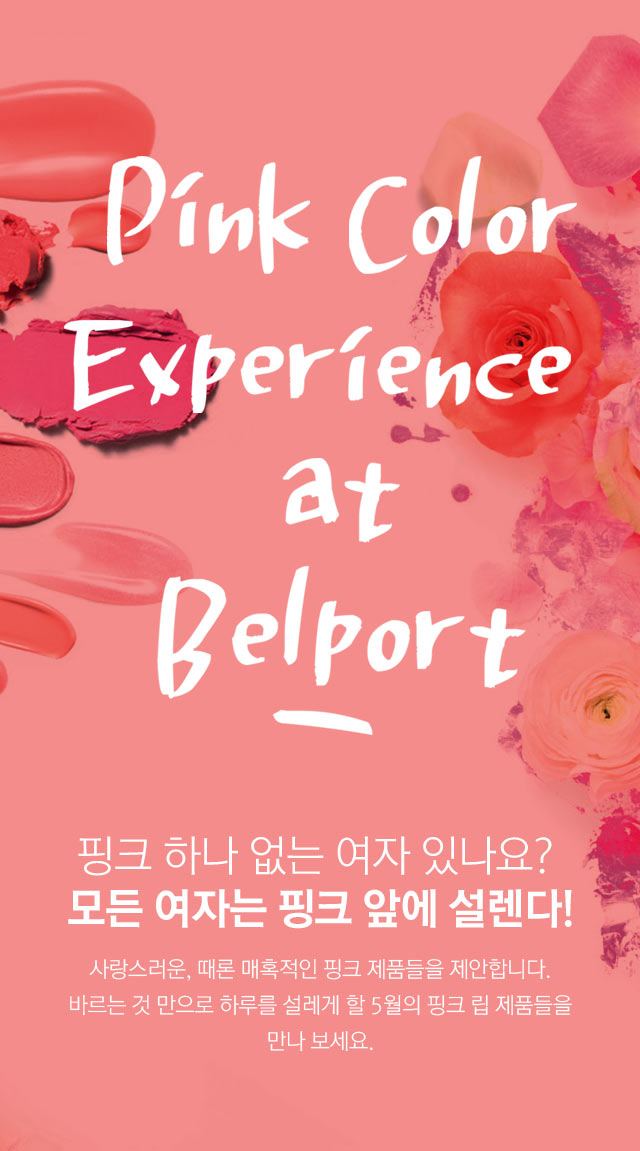 Pink Color
Experience
at
Belport
핑크 하나 없는 여자 있나요?
모든 여자는 핑크 앞에 설렌다!
사랑스러운, 때론 매혹적인 핑크 제품들을 제안합니다.
바르는 것 만으로 하루를 설레게 할 5월의 핑크 립 제품들을
만나 보세요.